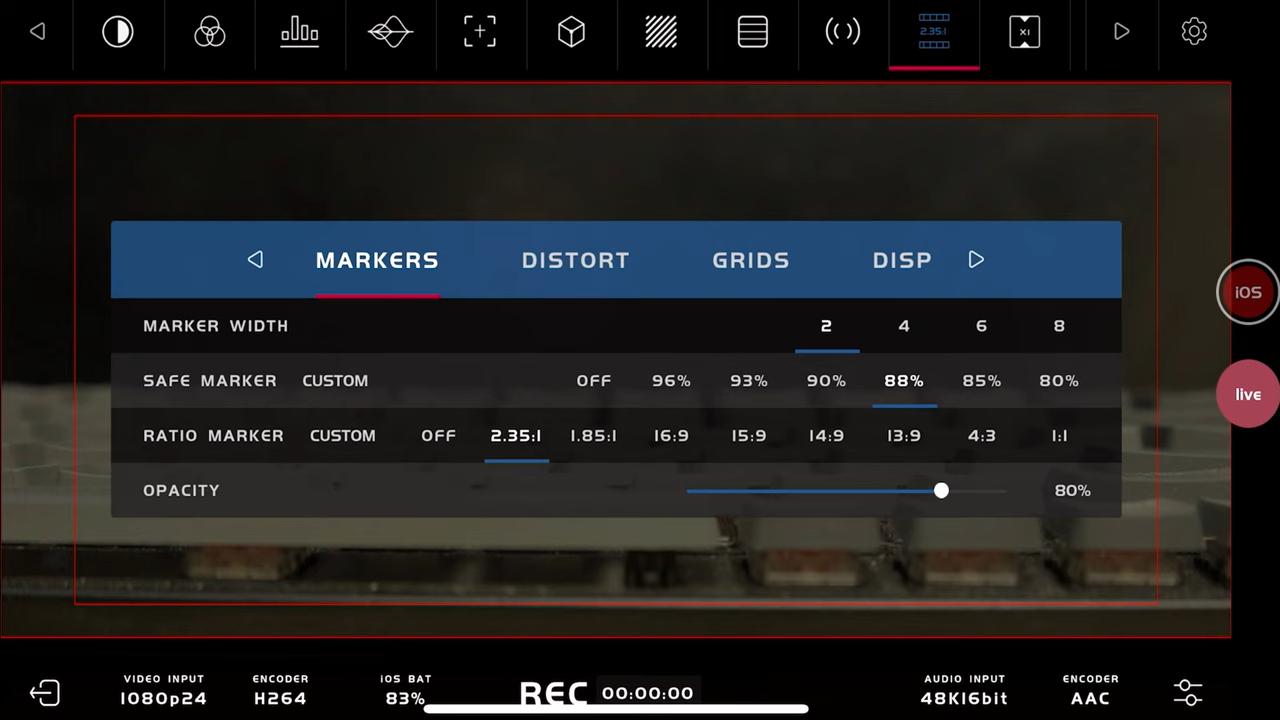 2.35:1
X1
MARKERS DISTORT GRIDS DISP
MARKER WIDTH 2 4 6 8
SAFE MARKER CUSTOM OFF 96% 93% 90% 88% 85% 80%
RATIO MARKER CUSTOM OFF 2.35:1 1.85:1 16:9 15:9 14:9 13:9 4:3 1:1
OPACITY 80%
iOS
live
VIDEO INPUT ENCODER iOS BAT AUDIO INPUT ENCODER
1080p24 H264 83% REC 00:00:00 48K16bit AAC